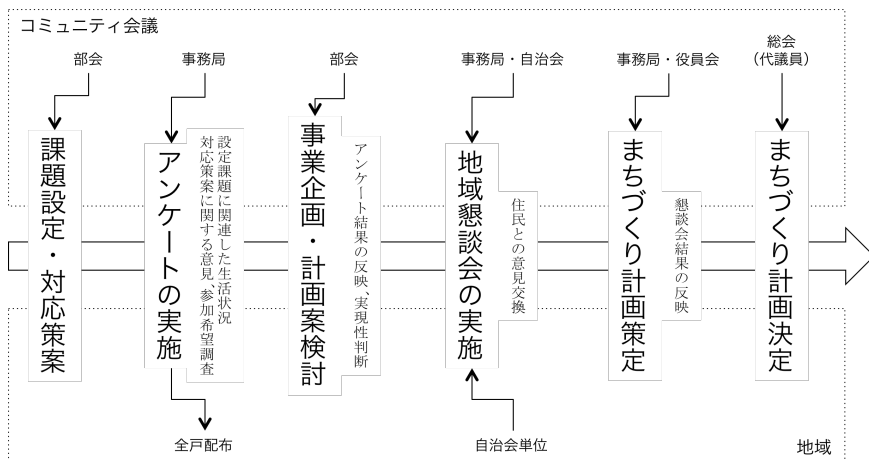 コミュニティ会議
部会
事務局
部会
事務局・自治会
事務局・役員会
総会
（代議員）
課題設定・対応策案
アンケートの実施
設定課題に関連した生活状況
対応策案に関する意見、参加希望調査
事業企画・計画案検討
アンケート結果の反映、実現性判断
地域懇談会の実施
住民との意見交換
まちづくり計画策定
懇談会結果の反映
まちづくり計画決定
全戸配布
自治会単位
地域